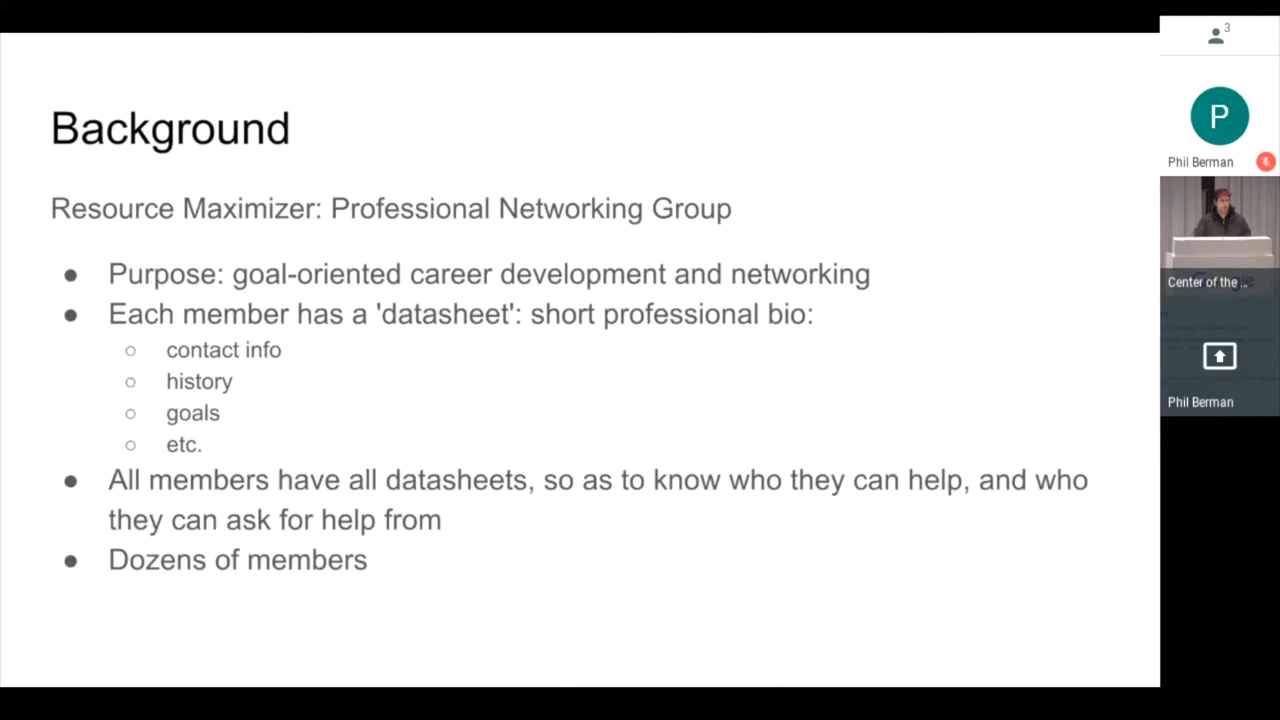 Background
Resource Maximizer: Professional Networking Group
● Purpose: goal-oriented career development and networking
● Each member has a 'datasheet': short professional bio:
○ contact info
○ history
○ goals
○ etc.
● All members have all datasheets, so as to know who they can help, and who
they can ask for help from
● Dozens of members
3
P
Phil Berman
Center of the ...
Phil Berman